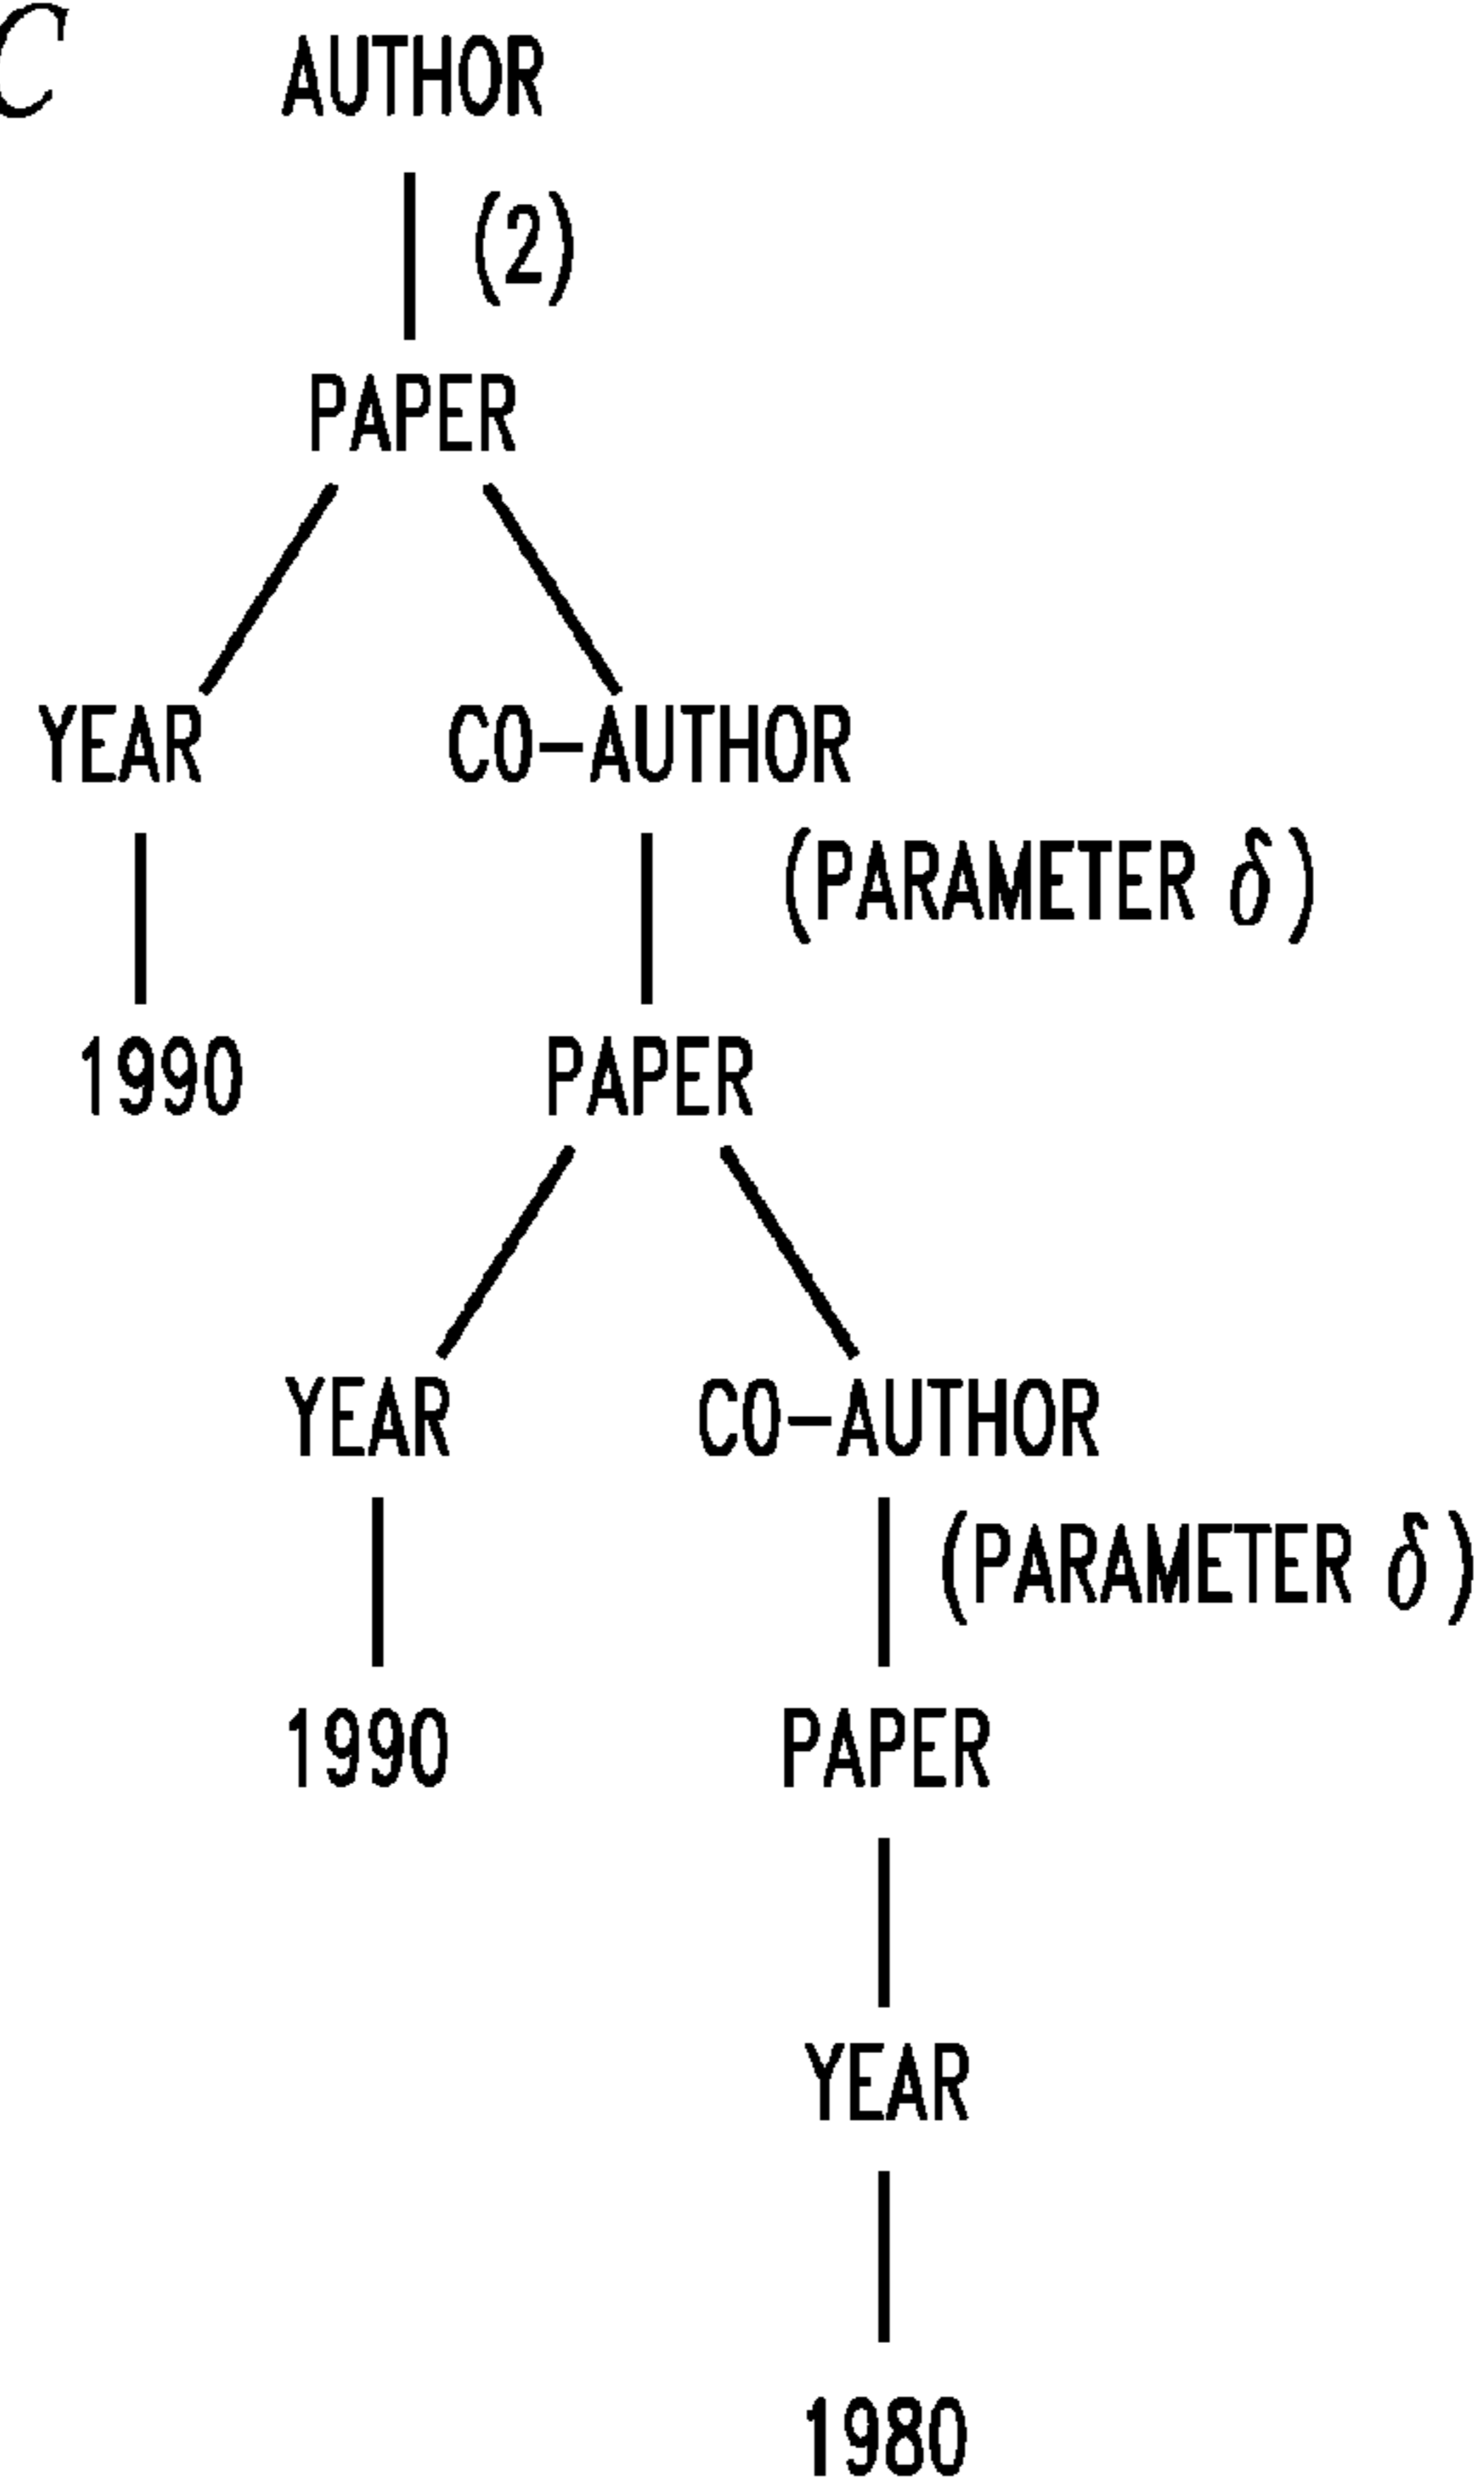 C AUTHOR
(2)
PAPER
YEAR CO-AUTHOR
(PARAMETER δ)
1990 PAPER
YEAR CO-AUTHOR
(PARAMETER δ)
1990 PAPER
YEAR
1980